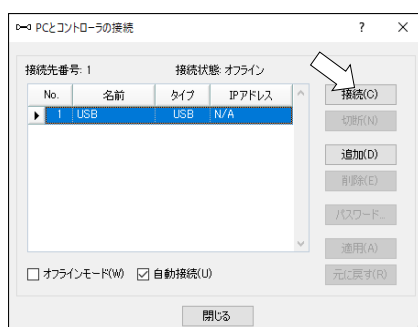 PCとコントローラの接続
接続先番号: 1 接続状態: オフライン
No. 名前 タイプ IPアドレス
1 USB USB N/A
接続(C)
切断(N)
追加(D)
削除(E)
パスワード...
適用(A)
元に戻す(R)
オフラインモード(W) 自動接続(U)
閉じる